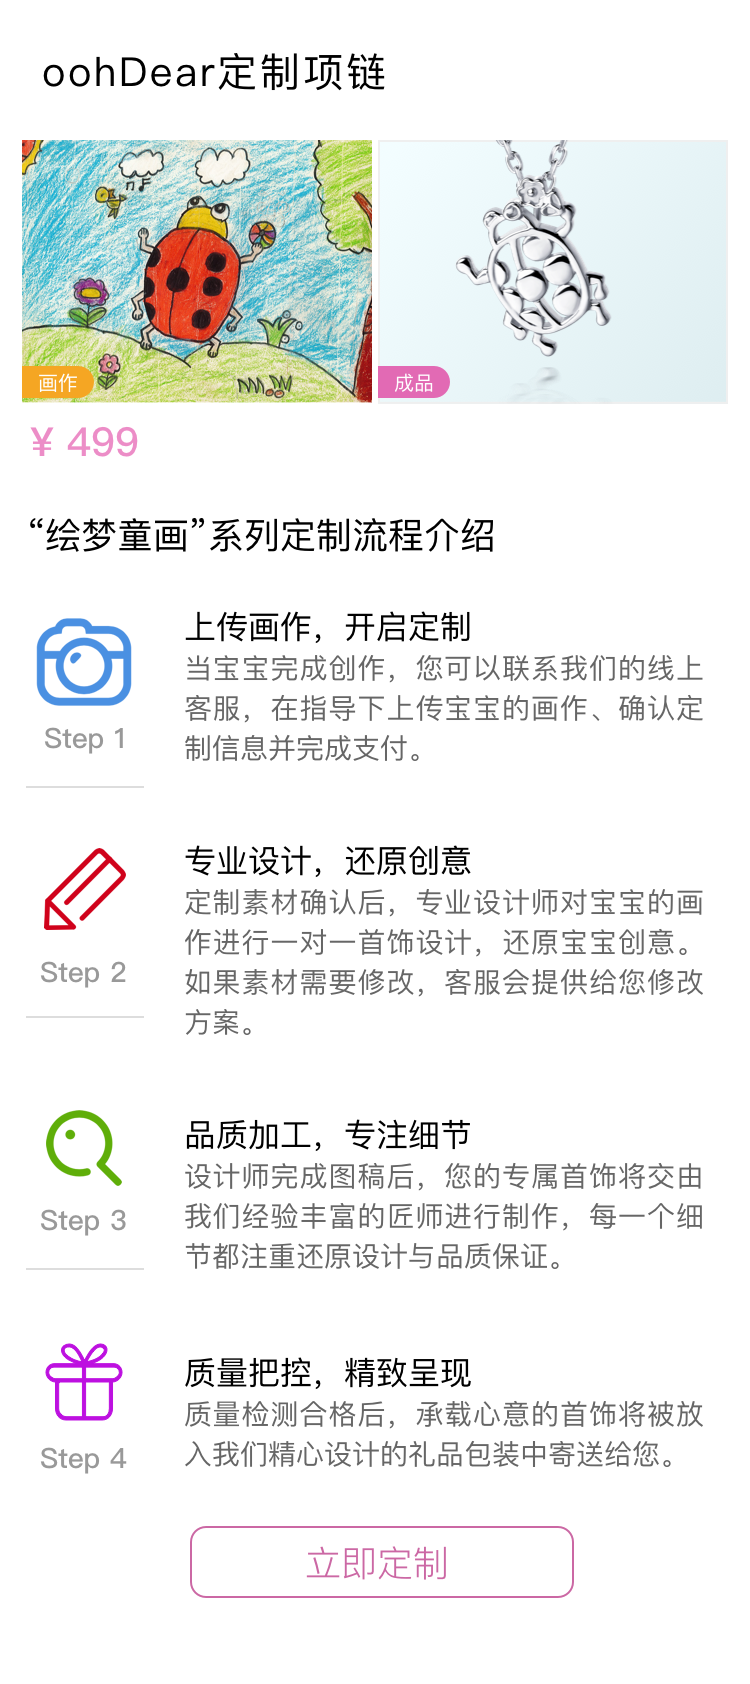 oohDear定制项链
画作
成品
¥ 499
“绘梦童画”系列定制流程介绍
上传画作，开启定制
当宝宝完成创作，您可以联系我们的线上
客服，在指导下上传宝宝的画作、确认定
制信息并完成支付。
Step 1
专业设计，还原创意
定制素材确认后，专业设计师对宝宝的画
作进行一对一首饰设计，还原宝宝创意。
如果素材需要修改，客服会提供给您修改
方案。
Step 2
品质加工，专注细节
设计师完成图稿后，您的专属首饰将交由
我们经验丰富的匠师进行制作，每一个细
节都注重还原设计与品质保证。
Step 3
质量把控，精致呈现
质量检测合格后，承载心意的首饰将被放
入我们精心设计的礼品包装中寄送给您。
Step 4
立即定制